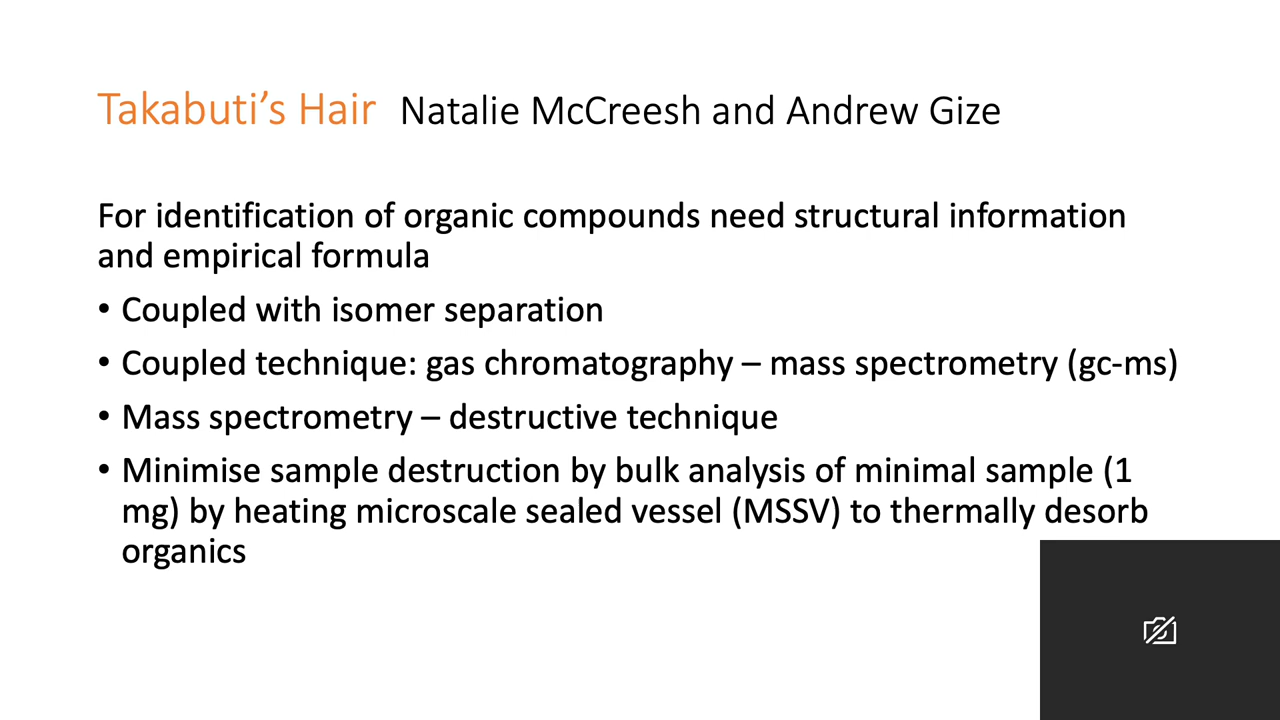 Takabuti's Hair Natalie McCreesh and Andrew Gize
For identification of organic compounds need structural information
and empirical formula
• Coupled with isomer separation
• Coupled technique: gas chromatography – mass spectrometry (gc-ms)
• Mass spectrometry – destructive technique
• Minimise sample destruction by bulk analysis of minimal sample (1
mg) by heating microscale sealed vessel (MSSV) to thermally desorb
organics